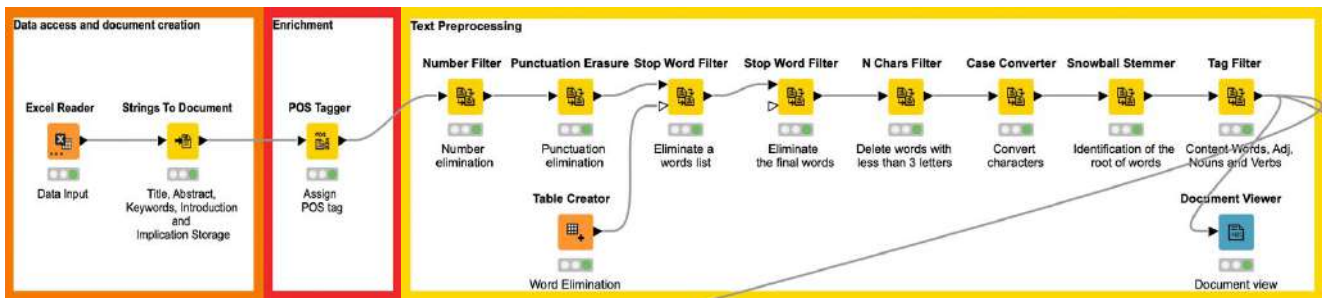 Data access and document creation
Enrichment
Text Preprocessing
Number Filter
Punctuation Erasure
Stop Word Filter
Stop Word Filter
N Chars Filter
Case Converter
Snowball Stemmer
Tag Filter
Excel Reader
Strings To Document
POS Tagger
POS
Data Input
Title, Abstract,
Keywords, Introduction
and
Implication Storage
Assign
POS tag
Number
elimination
Punctuation
elimination
Eliminate a
words list
Eliminate
the final words
Delete words with
less than 3 letters
Convert
characters
Identification of the
root of words
Content Words, Adj,
Nouns and Verbs
Table Creator
Word Elimination
Document Viewer
Document view